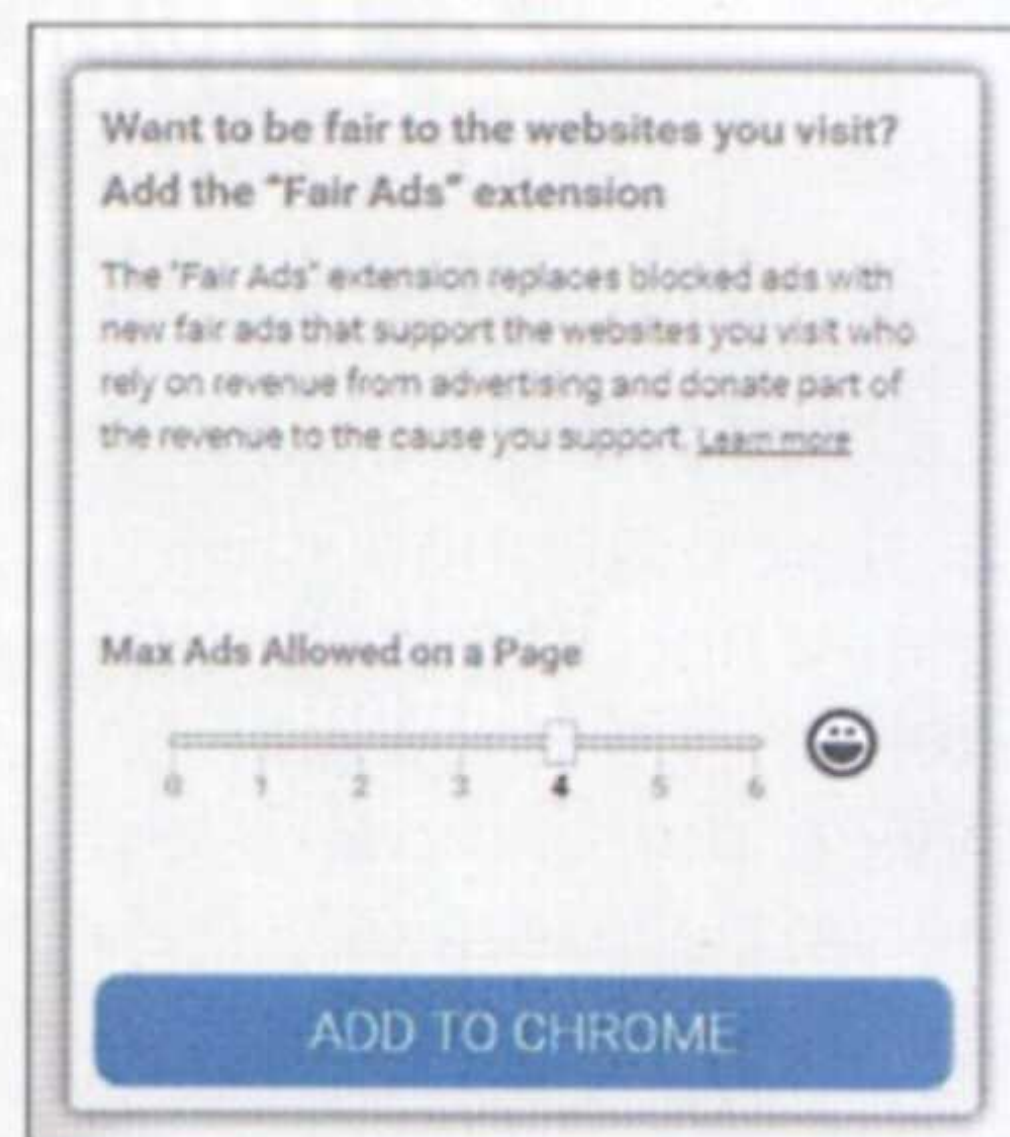 Want to be fair to the websites you visit?
Add the "Fair Ads" extension
The "Fair Ads" extension replaces blocked ads with
new fair ads that support the websites you visit who
rely on revenue from advertising and donate part of
the revenue to the cause you support. Learn more
Max Ads Allowed on a Page
0 1 2 3 4 5 6
ADD TO CHROME